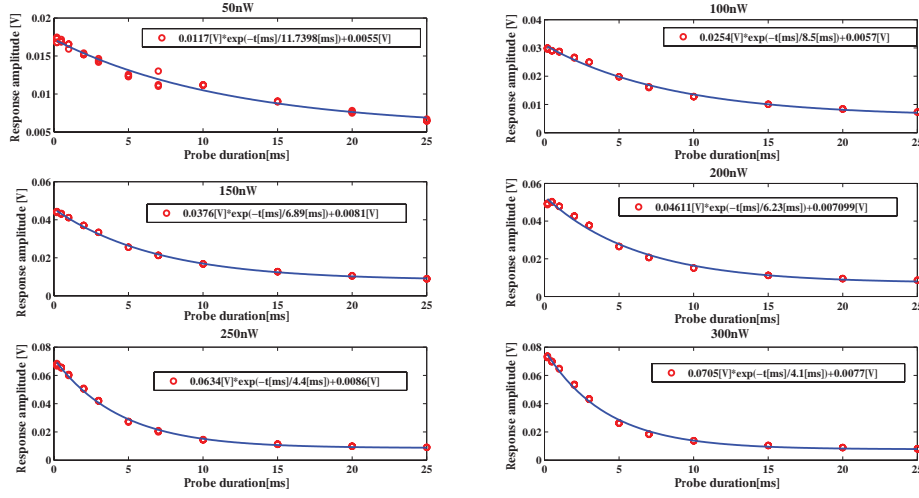 50nW
0.02
0.015
0.01
0.005
0.0117[V]*exp(−t[ms]/11.7398[ms])+0.0055[V]
Response amplitude [V]
0 5 10 15 20 25
Probe duration[ms]
100nW
0.04
0.03
0.02
0.01
0
0.0254[V]*exp(−t[ms]/8.5[ms])+0.0057[V]
Response amplitude [V]
0 5 10 15 20 25
Probe duration[ms]
150nW
0.06
0.04
0.02
0
0.0376[V]*exp(−t[ms]/6.89[ms])+0.0081[V]
Response amplitude [V]
0 5 10 15 20 25
Probe duration[ms]
200nW
0.06
0.04
0.02
0
0.04611[V]*exp(−t[ms]/6.23[ms])+0.007099[V]
Response amplitude [V]
0 5 10 15 20 25
Probe duration[ms]
250nW
0.08
0.06
0.04
0.02
0
0.0634[V]*exp(−t[ms]/4.4[ms])+0.0086[V]
Response amplitude [V]
0 5 10 15 20 25
Probe duration[ms]
300nW
0.08
0.06
0.04
0.02
0
0.0705[V]*exp(−t[ms]/4.1[ms])+0.0077[V]
Response amplitude [V]
0 5 10 15 20 25
Probe duration[ms]